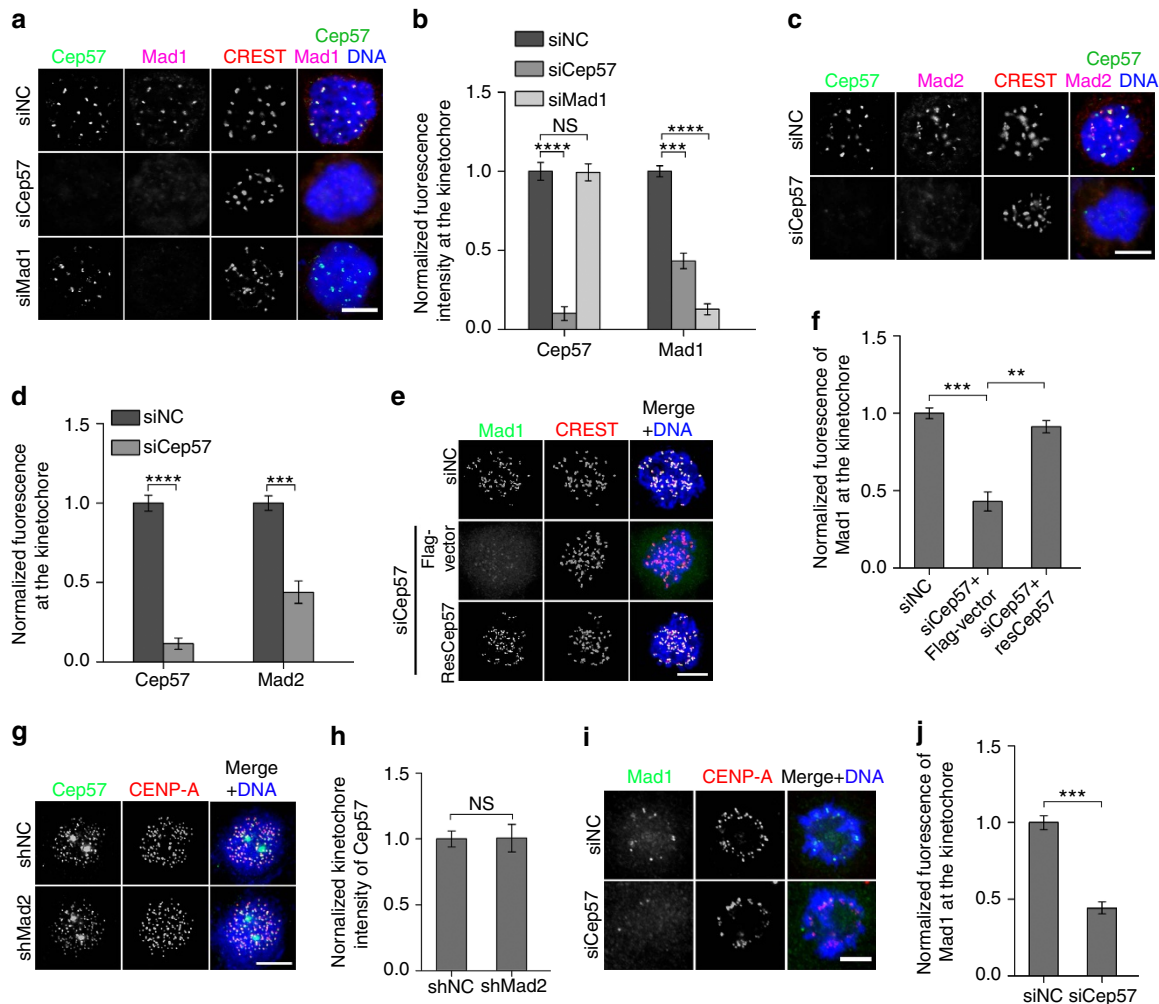 a
Cep57
Mad1
CREST
Cep57
Mad1 DNA
siNC
siCep57
siMad1
b
siNC
siCep57
siMad1
Normalized fluorescence
intensity at the kinetochore
1.5
1.0
0.5
0.0
NS
****
****
***
Cep57
Mad1
c
Cep57
Mad2
CREST
Cep57
Mad2 DNA
siNC
siCep57
d
siNC
siCep57
Normalized fluorescence
at the kinetochore
1.5
1.0
0.5
0.0
****
***
Cep57
Mad2
e
Mad1
CREST
Merge
+DNA
siNC
siCep57
Flag-
vector
ResCep57
f
Normalized fluorescence of
Mad1 at the kinetochore
1.5
1.0
0.5
0.0
***
**
siNC
siCep57+
Flag-vector
siCep57+
resCep57
g
Cep57
CENP-A
Merge
+DNA
shNC
shMad2
h
Nornalized kinetochore
intensity of Cep57
1.5
1.0
0.5
0.0
NS
shNC
shMad2
i
Mad1
CENP-A
Merge+DNA
siNC
siCep57
j
Normalized fluorescence of
Mad1 at the kinetochore
1.5
1.0
0.5
0.0
***
siNC
siCep57